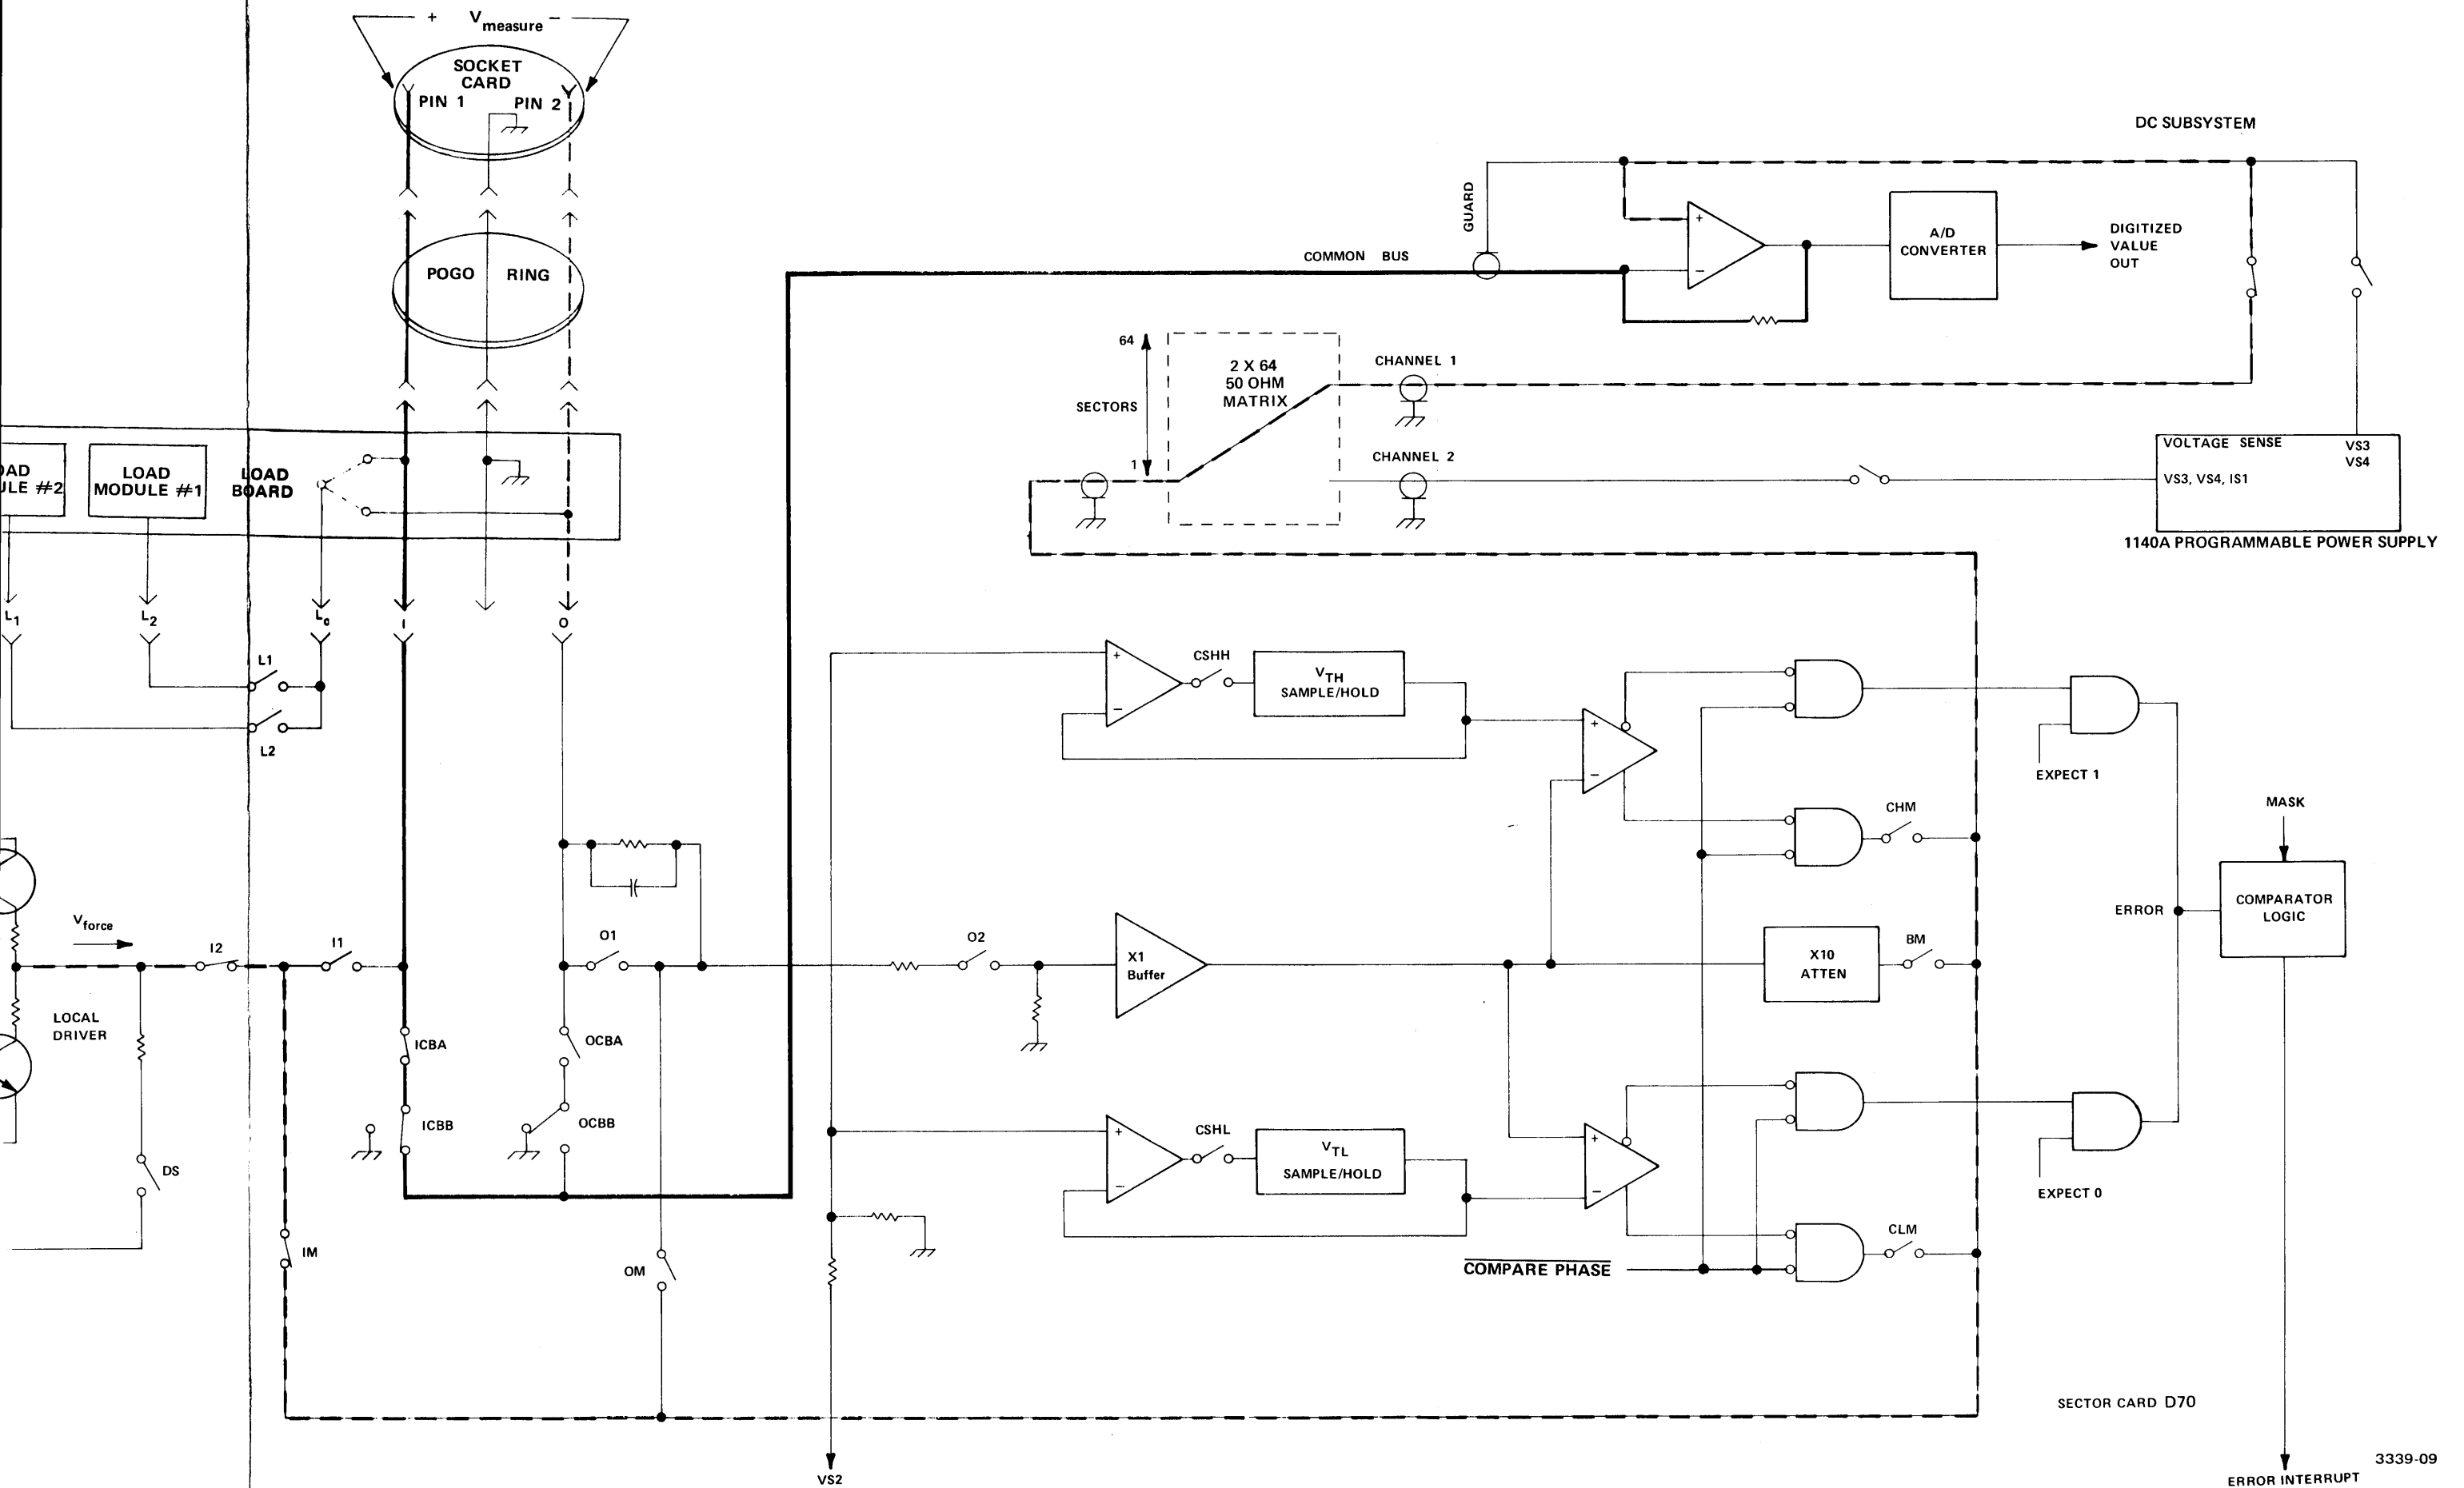 + Vmeasure −
SOCKET
CARD
PIN 1
PIN 2
POGO RING
DC SUBSYSTEM
GUARD
COMMON BUS
+
−
A/D
CONVERTER
DIGITIZED
VALUE
OUT
64
SECTORS
1
2 X 64
50 OHM
MATRIX
CHANNEL 1
CHANNEL 2
VOLTAGE SENSE
VS3
VS4
VS3, VS4, IS1
1140A PROGRAMMABLE POWER SUPPLY
#2
LOAD
MODULE #1
LOAD
BOARD
L1
L2
I
O
L1
L2
CSHH
VTH
SAMPLE/HOLD
+
−
+
−
EXPECT 1
CHM
MASK
COMPARATOR
LOGIC
ERROR
Vforce
I2
I1
O1
O2
X1
Buffer
X10
ATTEN
BM
LOCAL
DRIVER
ICBA
OCBA
ICBB
OCBB
DS
IM
OM
+
−
CSHL
VTL
SAMPLE/HOLD
+
−
EXPECT 0
CLM
COMPARE PHASE
SECTOR CARD D70
VS2
3339-09
ERROR INTERRUPT